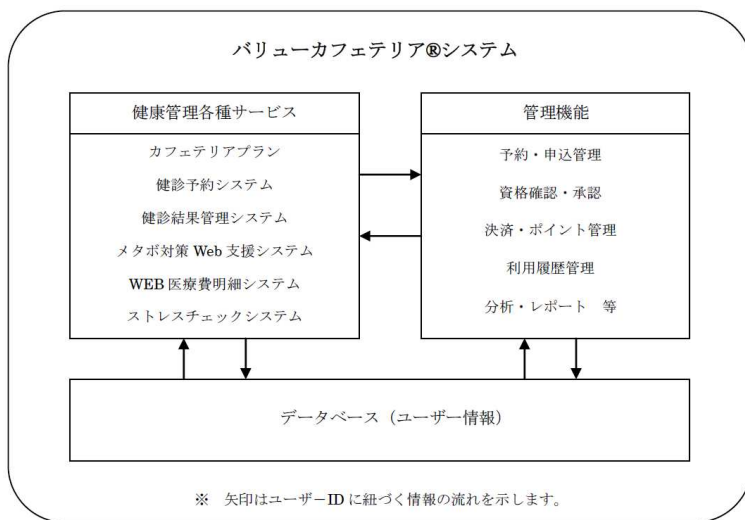 バリューカフェテリア®システム
健康管理各種サービス
カフェテリアプラン
健診予約システム
健診結果管理システム
メタボ対策 Web 支援システム
WEB 医療費明細システム
ストレスチェックシステム
管理機能
予約・申込管理
資格確認・承認
決済・ポイント管理
利用履歴管理
分析・レポート　等
データベース（ユーザー情報）
※　矢印はユーザーID に紐づく情報の流れを示します。